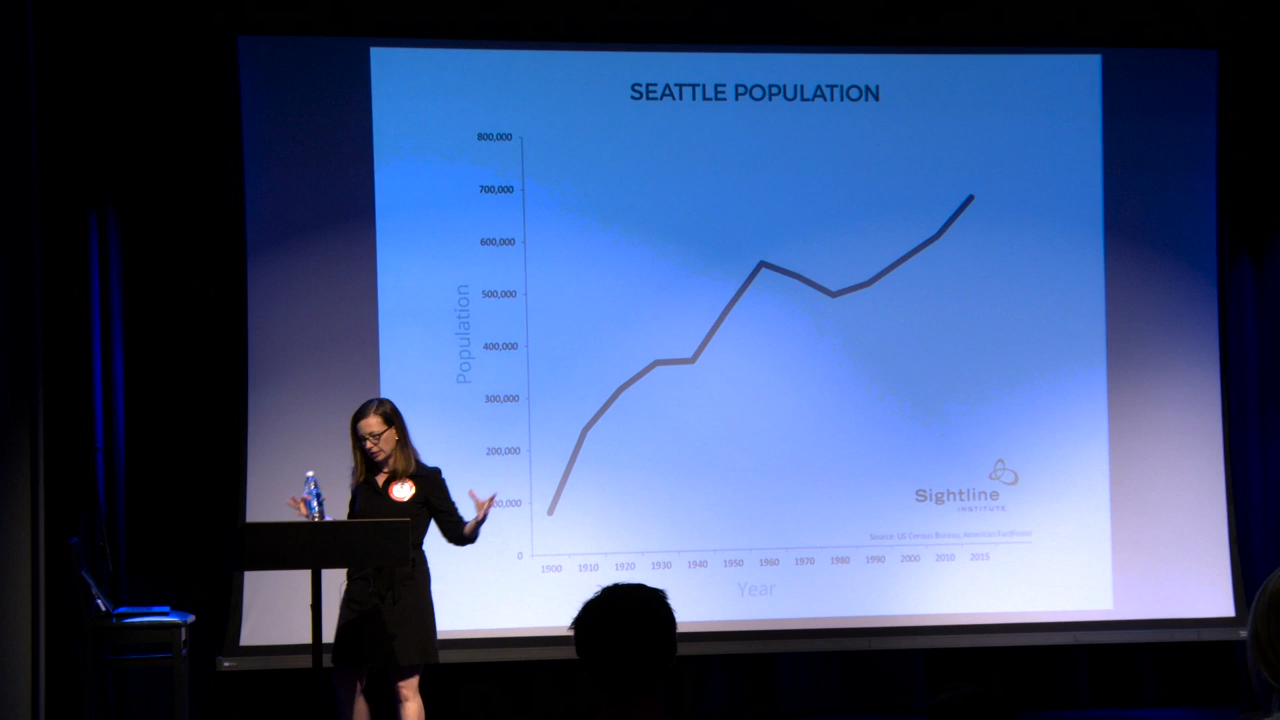 SEATTLE POPULATION
800,000
700,000
600,000
500,000
400,000
300,000
200,000
00,000
0
Population
1900 1910 1920 1930 1940 1950 1960 1970 1980 1990 2000 2010 2015
Year
Sightline
INSTITUTE
Source: US Census Bureau, American FactFinder